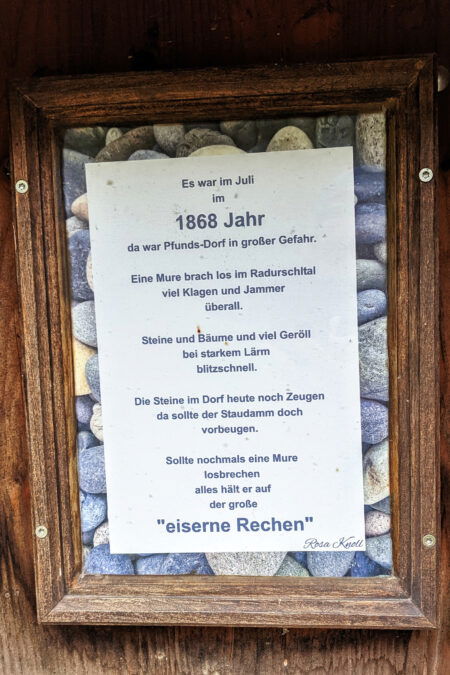 Es war im Juli
im
1868 Jahr
da war Pfunds-Dorf in großer Gefahr.
Eine Mure brach los im Radurschltal
viel Klagen und Jammer
überall.
Steine und Bäume und viel Geröll
bei starkem Lärm
blitzschnell.
Die Steine im Dorf heute noch Zeugen
da sollte der Staudamm doch
vorbeugen.
Sollte nochmals eine Mure
losbrechen
alles hält er auf
der große
"eiserne Rechen"
Rosa Knoll